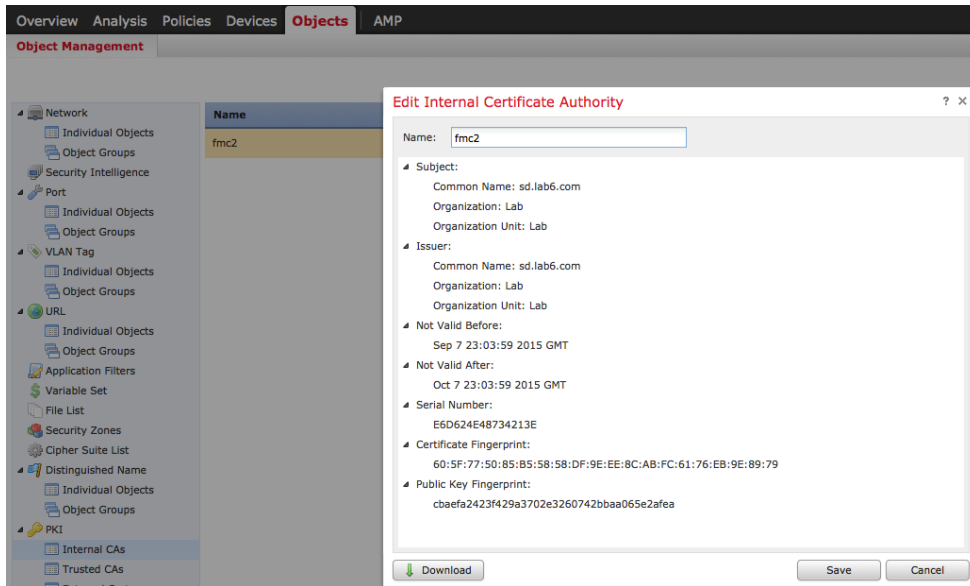 Overview Analysis Policies Devices Objects AMP
Object Management
Network
Individual Objects
Object Groups
Security Intelligence
Port
Individual Objects
Object Groups
VLAN Tag
Individual Objects
Object Groups
URL
Individual Objects
Object Groups
Application Filters
Variable Set
File List
Security Zones
Cipher Suite List
Distinguished Name
Individual Objects
Object Groups
PKI
Internal CAs
Trusted CAs
Name
fmc2
Edit Internal Certificate Authority ? ×
Name: fmc2
Subject:
Common Name: sd.lab6.com
Organization: Lab
Organization Unit: Lab
Issuer:
Common Name: sd.lab6.com
Organization: Lab
Organization Unit: Lab
Not Valid Before:
Sep 7 23:03:59 2015 GMT
Not Valid After:
Oct 7 23:03:59 2015 GMT
Serial Number:
E6D624E48734213E
Certificate Fingerprint:
60:5F:77:50:85:B5:58:58:DF:9E:EE:8C:AB:FC:61:76:EB:9E:89:79
Public Key Fingerprint:
cbaefa2423f429a3702e3260742bbaa065e2afea
Download Save Cancel